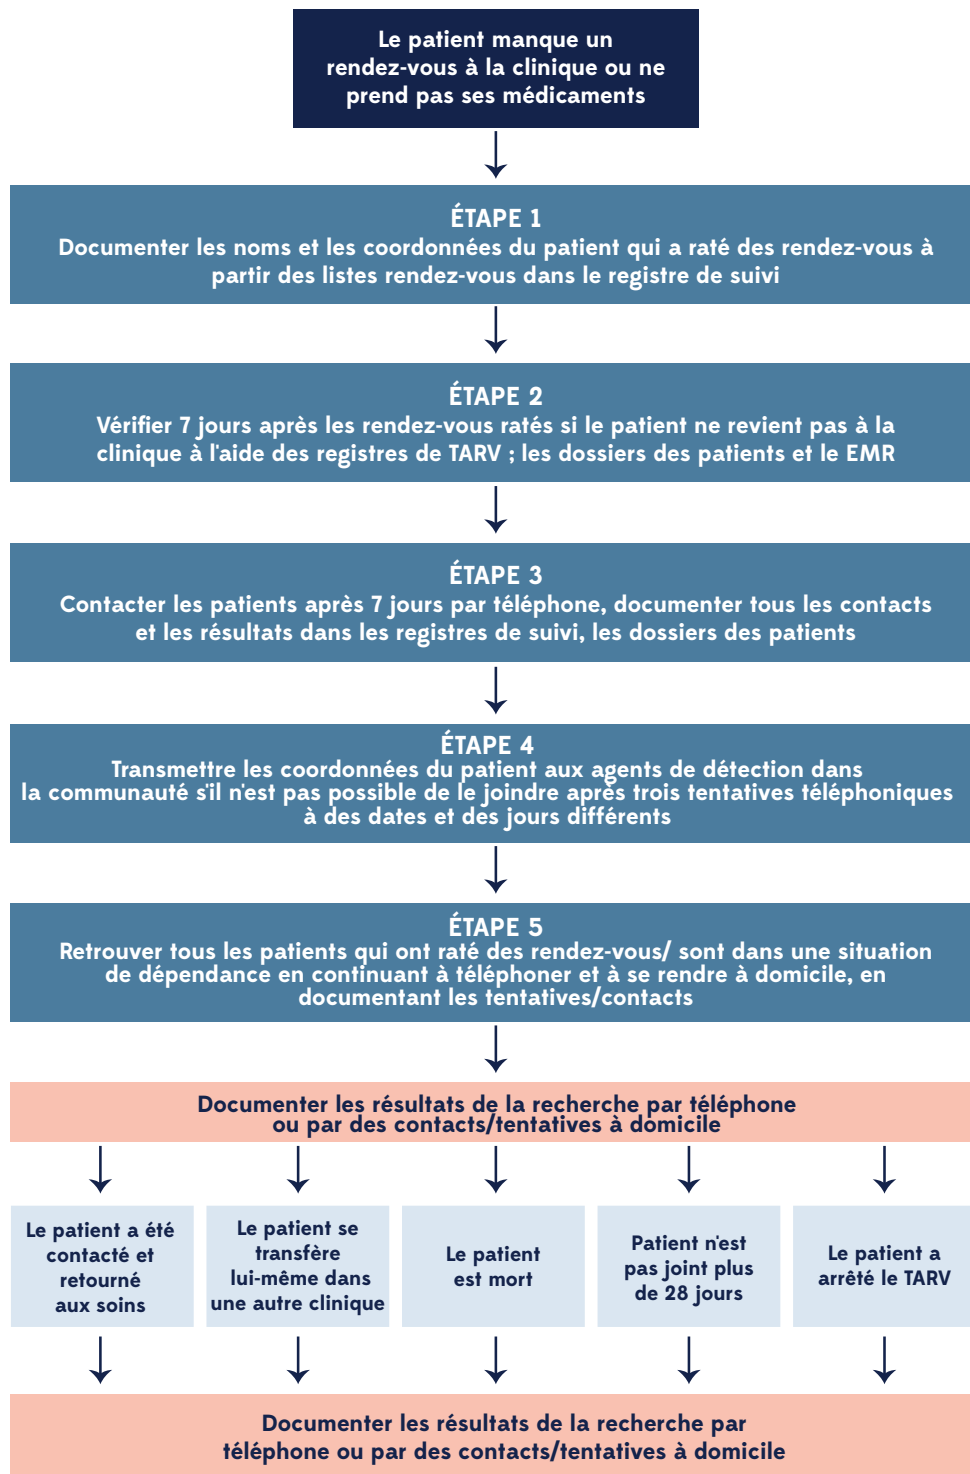 Le patient manque un
rendez-vous à la clinique ou ne
prend pas ses médicaments
ÉTAPE 1
Documenter les noms et les coordonnées du patient qui a raté des rendez-vous à
partir des listes rendez-vous dans le registre de suivi
ÉTAPE 2
Vérifier 7 jours après les rendez-vous ratés si le patient ne revient pas à la
clinique à l'aide des registres de TARV ; les dossiers des patients et le EMR
ÉTAPE 3
Contacter les patients après 7 jours par téléphone, documenter tous les contacts
et les résultats dans les registres de suivi, les dossiers des patients
ÉTAPE 4
Transmettre les coordonnées du patient aux agents de détection dans
la communauté s'il n'est pas possible de le joindre après trois tentatives téléphoniques
à des dates et des jours différents
ÉTAPE 5
Retrouver tous les patients qui ont raté des rendez-vous/ sont dans une situation
de dépendance en continuant à téléphoner et à se rendre à domicile, en
documentant les tentatives/contacts
Documenter les résultats de la recherche par téléphone
ou par des contacts/tentatives à domicile
Le patient a été
contacté et
retourné
aux soins
Le patient se
transfère
lui-même dans
une autre clinique
Le patient
est mort
Patient n'est
pas joint plus
de 28 jours
Le patient a
arrêté le TARV
Documenter les résultats de la recherche par
téléphone ou par des contacts/tentatives à domicile